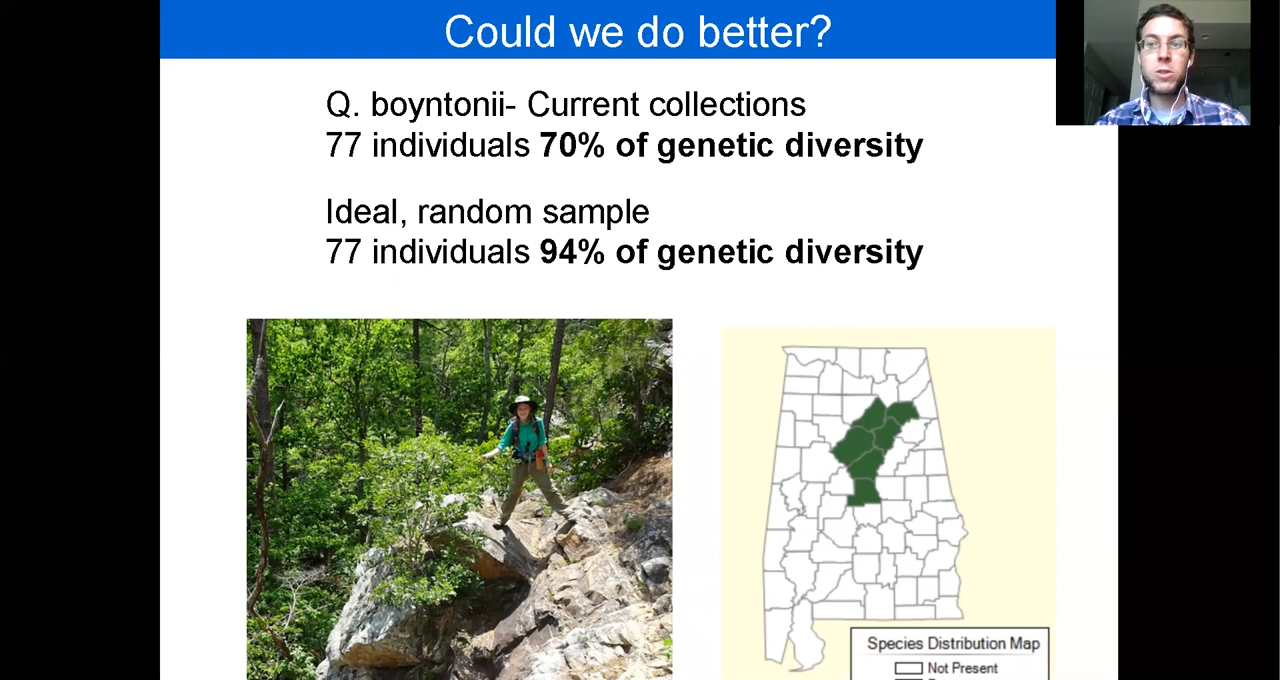 Could we do better?
Q. boyntonii- Current collections
77 individuals 70% of genetic diversity
Ideal, random sample
77 individuals 94% of genetic diversity
Species Distribution Map
Not Present